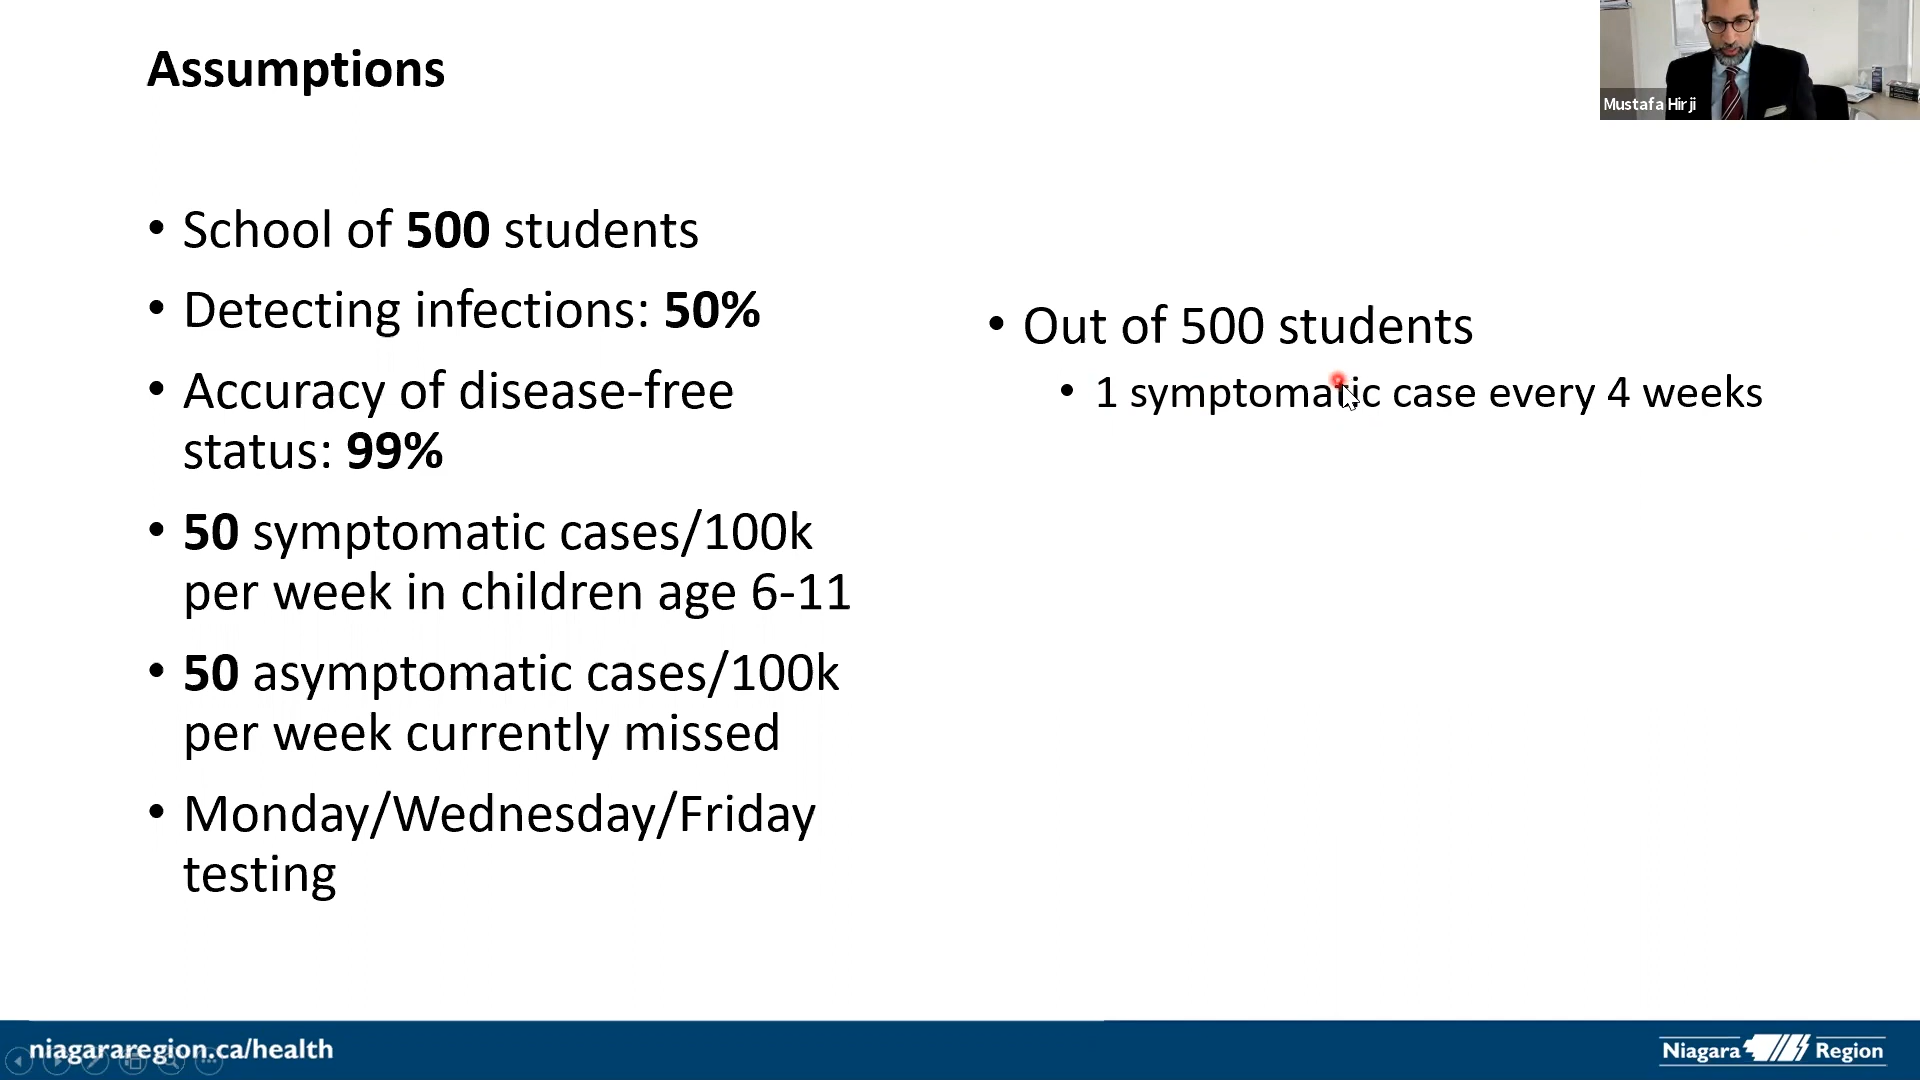 Assumptions
Mustafa Hirji
• School of 500 students
• Detecting infections: 50%
• Accuracy of disease-free
status: 99%
• 50 symptomatic cases/100k
per week in children age 6-11
• 50 asymptomatic cases/100k
per week currently missed
• Monday/Wednesday/Friday
testing
• Out of 500 students
• 1 symptomatic case every 4 weeks
niagararegion.ca/health
Niagara Region